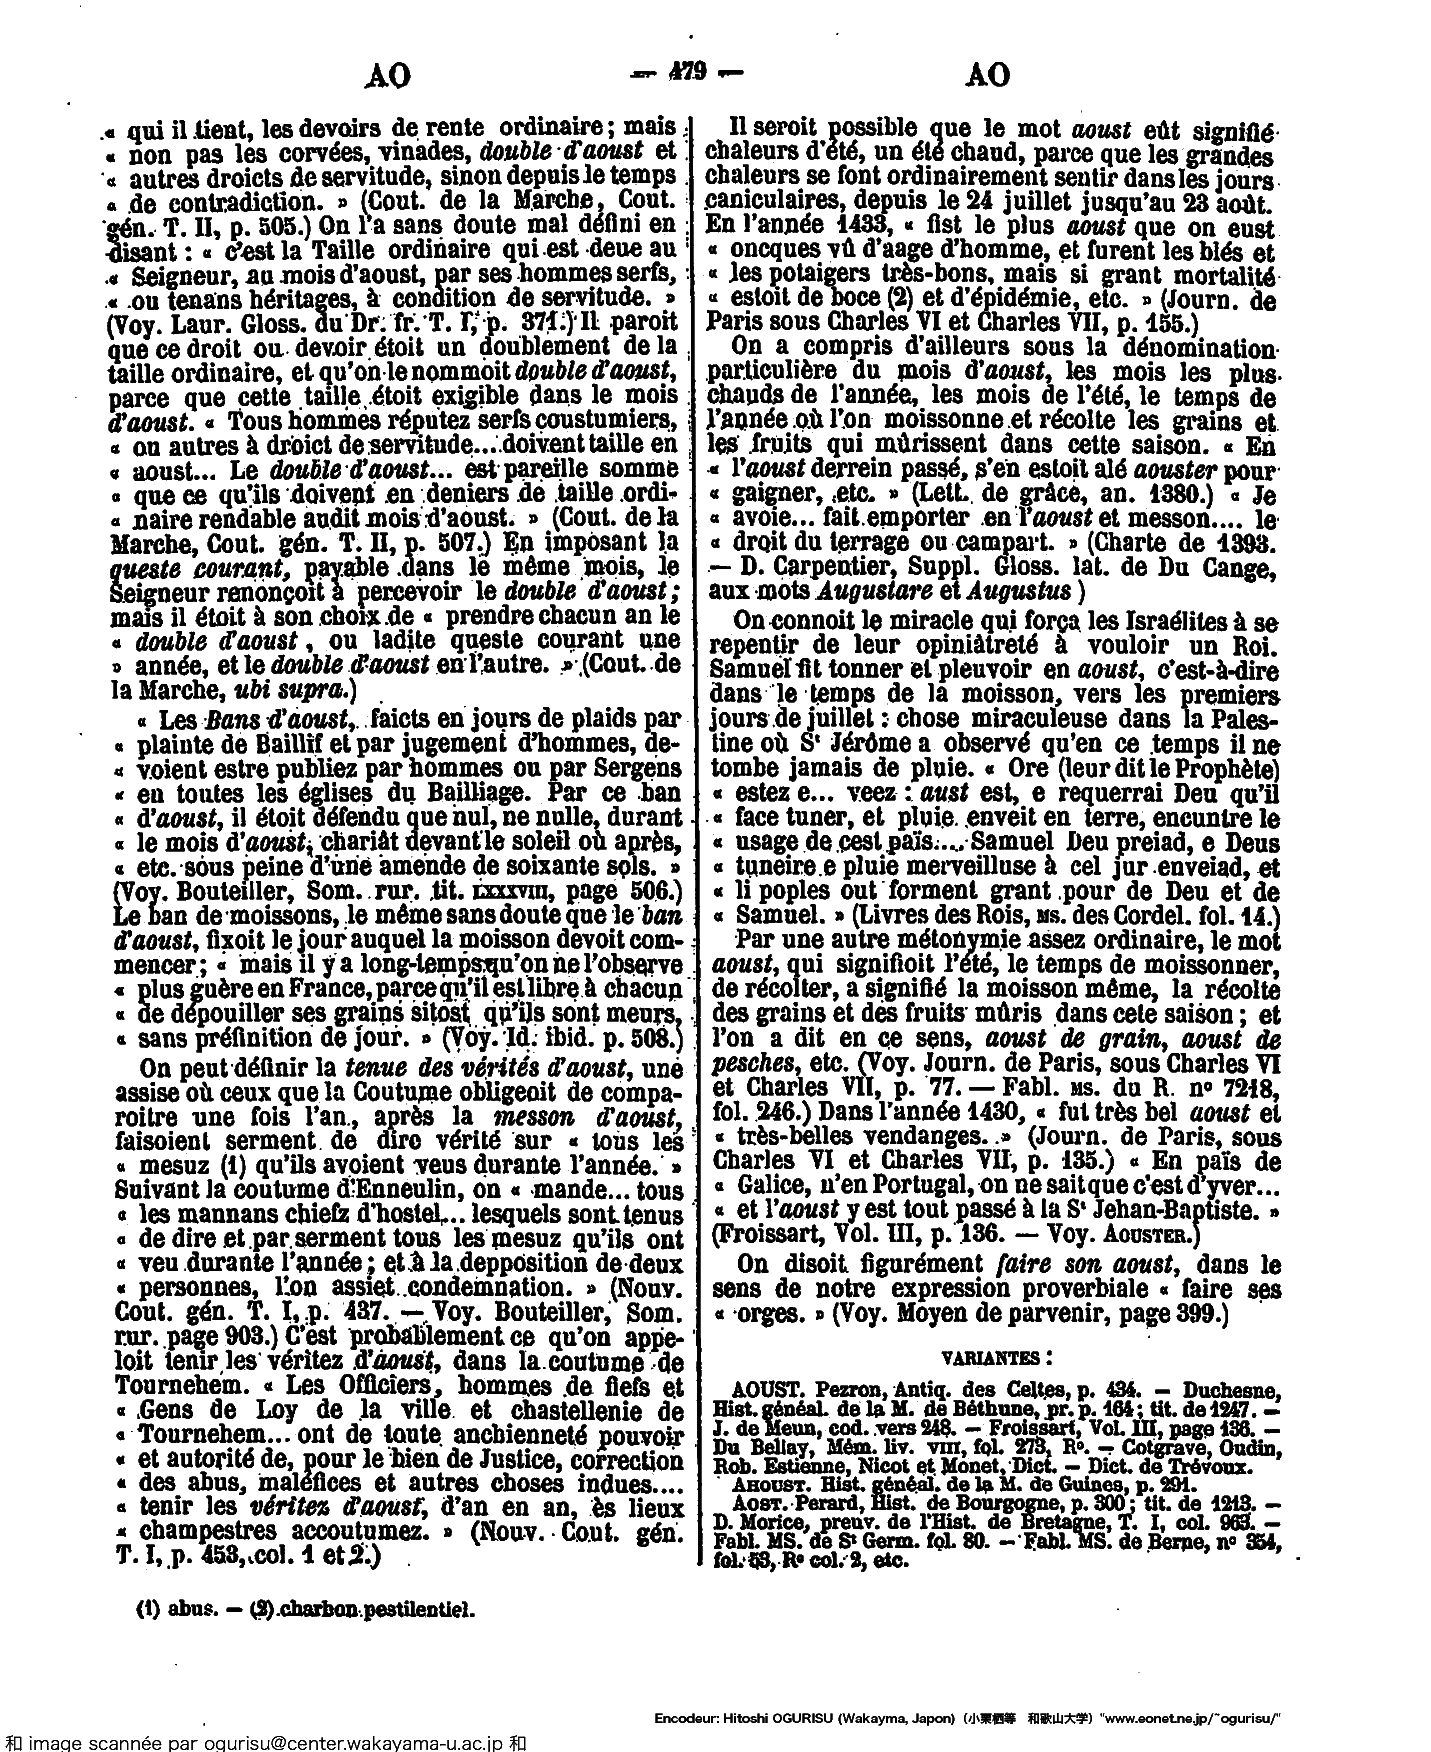 AO
— 479 —
AO
« qui il tient, les devoirs de rente ordinaire ; mais
« non pas les corvées, vinades, double d'aoust et
« autres droicts de servitude, sinon depuis le temps
« de contradiction. » (Cout. de la Marche, Cout.
gén. T. II, p. 505.) On l'a sans doute mal défini en
disant : « c'est la Taille ordinaire qui est deue au
« Seigneur, au mois d'aoust, par ses hommes serfs,
« ou tenans héritages, à condition de servitude. »
(Voy. Laur. Gloss. du Dr. fr. T. I, p. 371.) Il paroit
que ce droit ou devoir étoit un doublement de la
taille ordinaire, et qu'on le nommoit double d'aoust,
parce que cette taille étoit exigible dans le mois
d'aoust. « Tous hommes réputez serfs coustumiers,
« ou autres à droict de servitude... doivent taille en
« aoust... Le double d'aoust... est pareille somme
« que ce qu'ils doivent en deniers de taille ordi-
« naire rendable audit mois d'aoust. » (Cout. de la
Marche, Cout. gén. T. II, p. 507.) En imposant la
queste courant, payable dans le même mois, le
Seigneur renonçoit à percevoir le double d'aoust ;
mais il étoit à son choix de « prendre chacun an le
« double d'aoust, ou ladite queste courant une
» année, et le double d'aoust en l'autre. » (Cout. de
la Marche, ubi supra.)
« Les Bans d'aoust, faicts en jours de plaids par
« plainte de Baillif et par jugement d'hommes, de-
« voient estre publiez par hommes ou par Sergens
« en toutes les églises du Bailliage. Par ce ban
« d'aoust, il étoit défendu que nul, ne nulle, durant
« le mois d'aoust, chariât devant le soleil ou après,
« etc. sous peine d'une amende de soixante sols. »
(Voy. Bouteiller, Som. rur. tit. LXXXVIII, page 506.)
Le ban de moissons, le même sans doute que le ban
d'aoust, fixoit le jour auquel la moisson devoit com-
mencer ; « mais il y a long-temps qu'on ne l'observe
« plus guère en France, parce qu'il est libre à chacun
« de dépouiller ses grains sitost qu'ils sont meurs,
« sans préfinition de jour. » (Voy. Id. ibid. p. 508.)
On peut définir la tenue des vérités d'aoust, une
assise où ceux que la Coutume obligeoit de compa-
roitre une fois l'an, après la messon d'aoust,
faisoient serment de dire vérité sur « tous les
« mesuz (1) qu'ils avoient veus durante l'année. »
Suivant la coutume d'Enneulin, on « mande... tous
« les mannans chiefz d'hostel... lesquels sont tenus
« de dire et par serment tous les mesuz qu'ils ont
« veu durante l'année ; et à la depposition de deux
« personnes, l'on assiet condemnation. » (Nouv.
Cout. gén. T. I, p. 437. — Voy. Bouteiller, Som.
rur. page 903.) C'est probablement ce qu'on appe-
loit tenir les véritez d'aoust, dans la coutume de
Tournehem. « Les Officiers, hommes de fiefs et
« Gens de Loy de la ville et chastellenie de
« Tournehem... ont de toute anchienneté pouvoir
« et autorité de, pour le bien de Justice, correction
« des abus, maléfices et autres choses indues....
« tenir les véritez d'aoust, d'an en an, ès lieux
« champestres accoutumez. » (Nouv. Cout. gén.
T. I, p. 453, col. 1 et 2.)
Il seroit possible que le mot aoust eût signifié
chaleurs d'été, un été chaud, parce que les grandes
chaleurs se font ordinairement sentir dans les jours
caniculaires, depuis le 24 juillet jusqu'au 23 août.
En l'année 1433, « fist le plus aoust que on eust
« oncques vû d'aage d'homme, et furent les blés et
« les potaigers très-bons, mais si grant mortalité
« estoit de boce (2) et d'épidémie, etc. » (Journ. de
Paris sous Charles VI et Charles VII, p. 155.)
On a compris d'ailleurs sous la dénomination
particulière du mois d'aoust, les mois les plus
chauds de l'année, les mois de l'été, le temps de
l'année où l'on moissonne et récolte les grains et
les fruits qui mûrissent dans cette saison. « En
« l'aoust derrein passé, s'en estoit alé aouster pour
« gaigner, etc. » (Lett. de grâce, an. 1380.) « Je
« avoie... fait emporter en l'aoust et messon.... le
« droit du terrage ou campart. » (Charte de 1393.
— D. Carpentier, Suppl. Gloss. lat. de Du Cange,
aux mots Augustare et Augustus )
On connoit le miracle qui força les Israélites à se
repentir de leur opiniâtreté à vouloir un Roi.
Samuel fit tonner et pleuvoir en aoust, c'est-à-dire
dans le temps de la moisson, vers les premiers
jours de juillet : chose miraculeuse dans la Pales-
tine où St Jérôme a observé qu'en ce temps il ne
tombe jamais de pluie. « Ore (leur dit le Prophète)
« estez e... veez : aust est, e requerrai Deu qu'il
« face tuner, et pluie enveit en terre, encuntre le
« usage de cest païs.... Samuel Deu preiad, e Deus
« tuneire e pluie merveilluse à cel jur enveiad, et
« li poples out forment grant pour de Deu et de
« Samuel. » (Livres des Rois, MS. des Cordel. fol. 14.)
Par une autre métonymie assez ordinaire, le mot
aoust, qui signifioit l'été, le temps de moissonner,
de récolter, a signifié la moisson même, la récolte
des grains et des fruits mûris dans cete saison ; et
l'on a dit en ce sens, aoust de grain, aoust de
pesches, etc. (Voy. Journ. de Paris, sous Charles VI
et Charles VII, p. 77. — Fabl. MS. du R. no 7218,
fol. 246.) Dans l'année 1430, « fut très bel aoust et
« très-belles vendanges. » (Journ. de Paris, sous
Charles VI et Charles VII, p. 135.) « En païs de
« Galice, n'en Portugal, on ne sait que c'est d'yver...
« et l'aoust y est tout passé à la St Jehan-Baptiste. »
(Froissart, Vol. III, p. 136. — Voy. AOUSTER.)
On disoit figurément faire son aoust, dans le
sens de notre expression proverbiale « faire ses
« orges. » (Voy. Moyen de parvenir, page 399.)
VARIANTES :
AOUST. Pezron, Antiq. des Celtes, p. 434. — Duchesne,
Hist. généal. de la M. de Béthune, pr. p. 164 ; tit. de 1247. —
J. de Meun, cod. vers 248. — Froissart, Vol. III, page 136. —
Du Bellay, Mém. liv. VIII, fol. 273, Ro. — Cotgrave, Oudin,
Rob. Estienne, Nicot et Monet, Dict. — Dict. de Trévoux.
AHOUST. Hist. généal. de la M. de Guines, p. 291.
AOST. Perard, Hist. de Bourgogne, p. 300 ; tit. de 1213. —
D. Morice, preuv. de l'Hist. de Bretagne, T. I, col. 963. —
Fabl. MS. de St Germ. fol. 80. — Fabl. MS. de Berne, no 354,
fol. 53, Ro col. 2, etc.
(1) abus. — (2) charbon pestilentiel.
Encodeur: Hitoshi OGURISU (Wakayma, Japon) (小栗栖等 和歌山大学) "www.eonet.ne.jp/~ogurisu/"
和 image scannée par ogurisu@center.wakayama-u.ac.jp 和